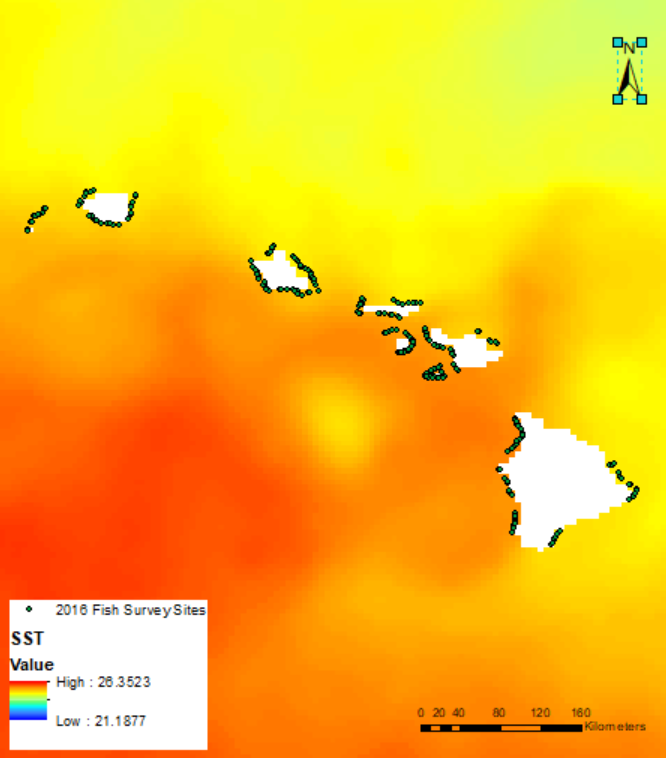 N
2016 Fish Survey Sites
SST
Value
High : 26.3523
Low : 21.1877
0 20 40 80 120 160
Kilometers